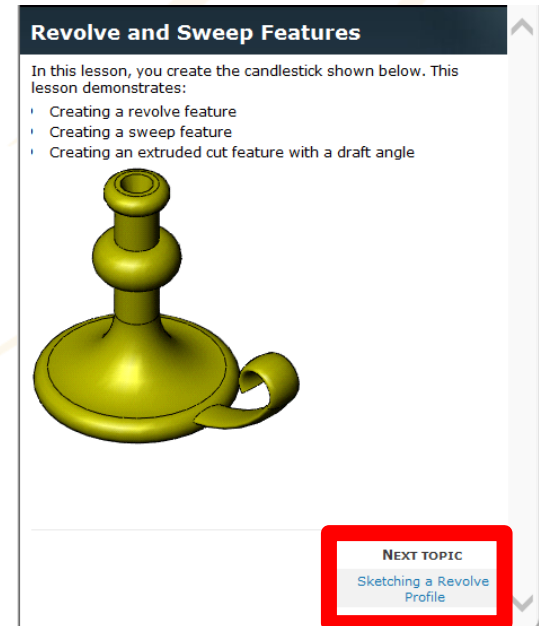 Revolve and Sweep Features
In this lesson, you create the candlestick shown below. This
lesson demonstrates:
Creating a revolve feature
Creating a sweep feature
Creating an extruded cut feature with a draft angle
NEXT TOPIC
Sketching a Revolve
Profile